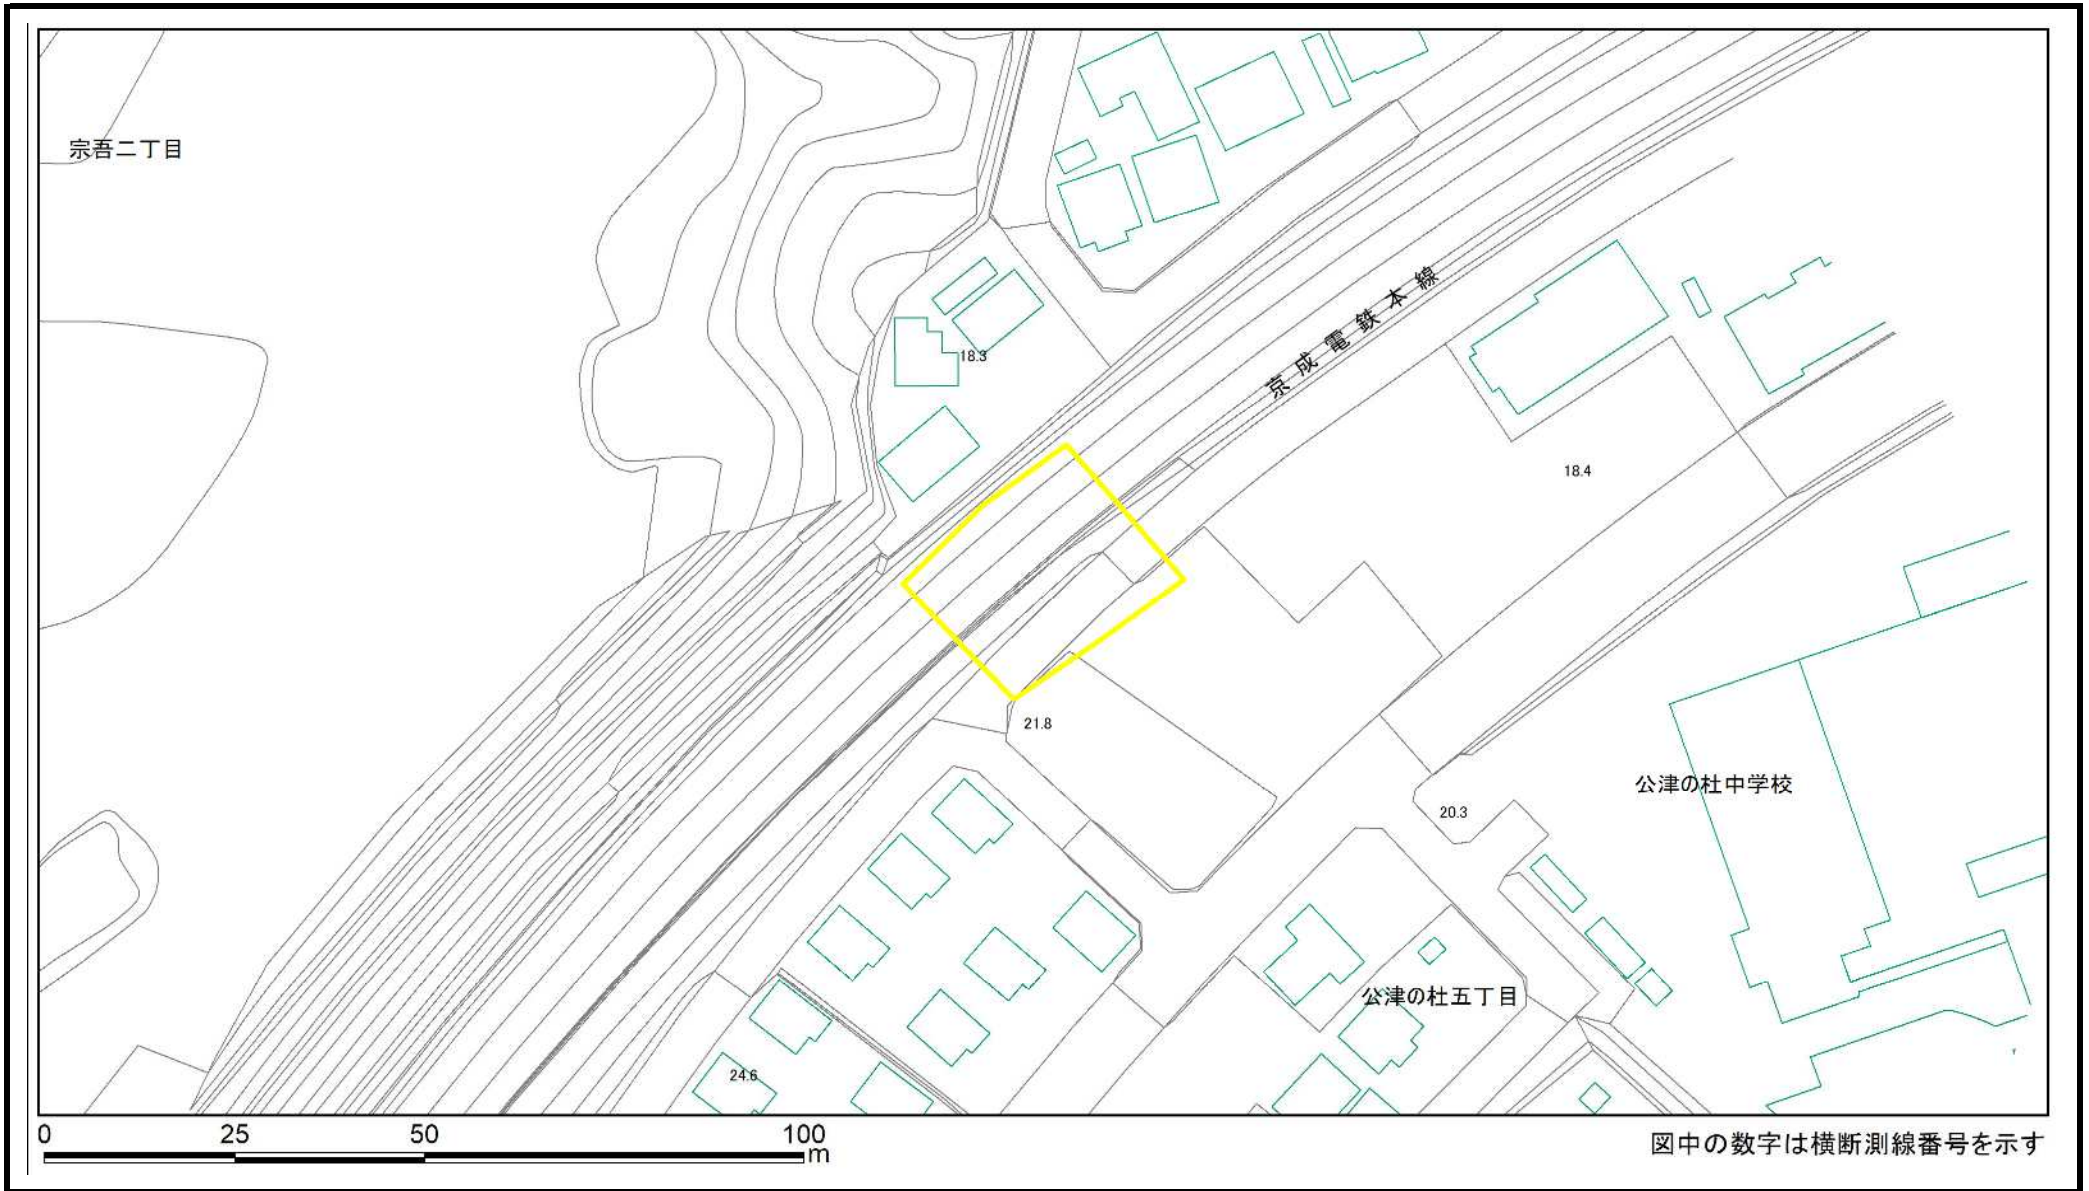 宗吾二丁目
京成電鉄本線
18.3
18.4
21.8
公津の杜中学校
20.3
公津の杜五丁目
24.6
0 25 50 100
m
図中の数字は横断測線番号を示す